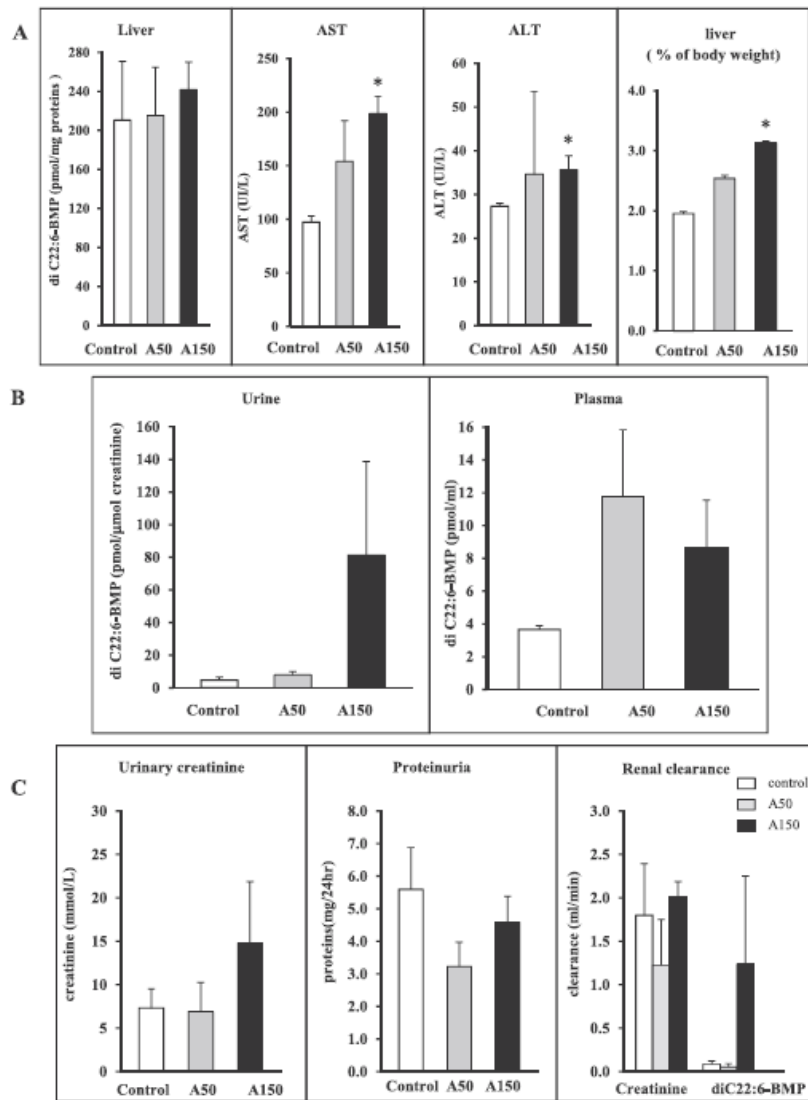 A
Liver
AST
ALT
liver
( % of body weight)
di C22:6-BMP (pmol/mg proteins )
280
240
200
160
120
80
40
0
Control A50 A150
AST (UI/L)
250
200
150
100
50
0
*
Control A50 A150
ALT (UI/L)
60
50
40
30
20
10
0
*
Control A50 A150
4.0
3.0
2.0
1.0
0.0
*
Control A50 A150
B
Urine
Plasma
di C22:6-BMP (pmol/µmol creatinine)
160
140
120
100
80
60
40
20
0
Control A50 A150
di C22:6-BMP (pmol/ml)
16
14
12
10
8
6
4
2
0
Control A50 A150
C
Urinary creatinine
Proteinuria
Renal clearance
creatinine (mmol/L)
30
25
20
15
10
5
0
Control A50 A150
proteins(mg/24hr)
8.0
7.0
6.0
5.0
4.0
3.0
2.0
1.0
0.0
Control A50 A150
control
A50
A150
clearance (ml/min)
3.0
2.5
2.0
1.5
1.0
0.5
0.0
Creatinine diC22:6-BMP